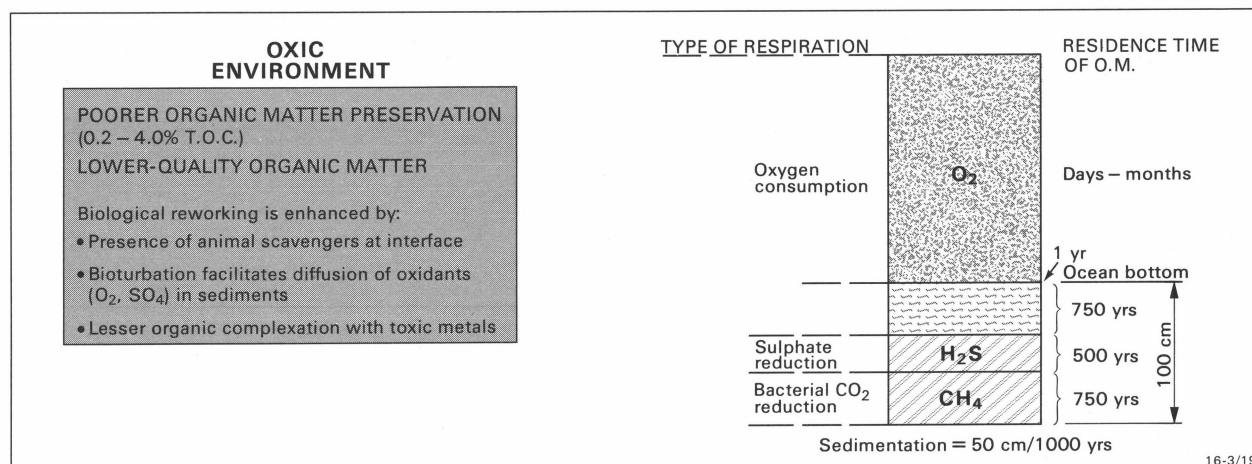 OXIC
ENVIRONMENT
POORER ORGANIC MATTER PRESERVATION
(0.2 – 4.0% T.O.C.)
LOWER-QUALITY ORGANIC MATTER
Biological reworking is enhanced by:
• Presence of animal scavengers at interface
• Bioturbation facilitates diffusion of oxidants
(O₂, SO₄) in sediments
• Lesser organic complexation with toxic metals
TYPE OF RESPIRATION
RESIDENCE TIME
OF O.M.
Oxygen
consumption
O₂
Days – months
1 yr
Ocean bottom
750 yrs
Sulphate
reduction
H₂S
500 yrs
Bacterial CO₂
reduction
CH₄
750 yrs
100 cm
Sedimentation = 50 cm/1000 yrs